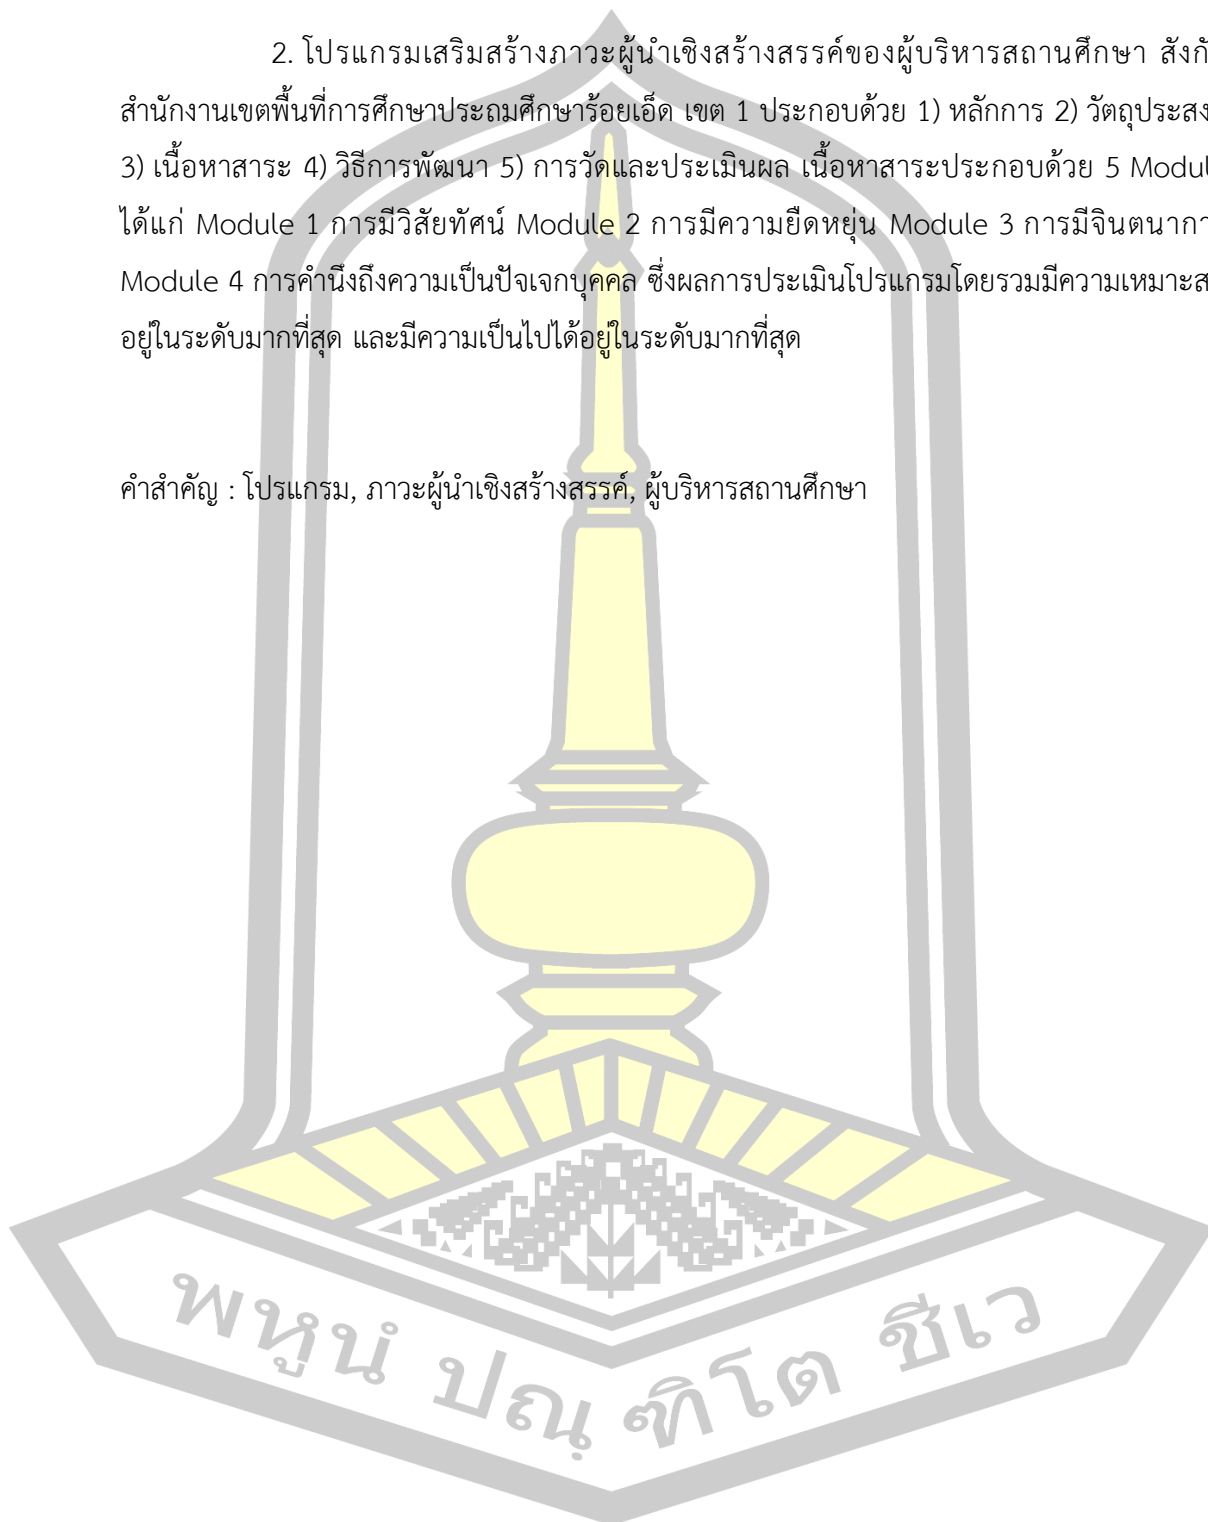 2. โปรแกรมเสริมสร้างภาวะผู้นำเชิงสร้างสรรค์ของผู้บริหารสถานศึกษา สังกั
สำนักงานเขตพื้นที่การศึกษาประถมศึกษาร้อยเอ็ด เขต 1 ประกอบด้วย 1) หลักการ 2) วัตถุประสง
3) เนื้อหาสาระ 4) วิธีการพัฒนา 5) การวัดและประเมินผล เนื้อหาสาระประกอบด้วย 5 Modul
ได้แก่ Module 1 การมีวิสัยทัศน์ Module 2 การมีความยืดหยุ่น Module 3 การมีจินตนากา
Module 4 การคำนึงถึงความเป็นปัจเจกบุคคล ซึ่งผลการประเมินโปรแกรมโดยรวมมีความเหมาะส
อยู่ในระดับมากที่สุด และมีความเป็นไปได้อยู่ในระดับมากที่สุด
คำสำคัญ : โปรแกรม, ภาวะผู้นำเชิงสร้างสรรค์, ผู้บริหารสถานศึกษา
พหูนํ ปณฺ ฑิโต ชีเว